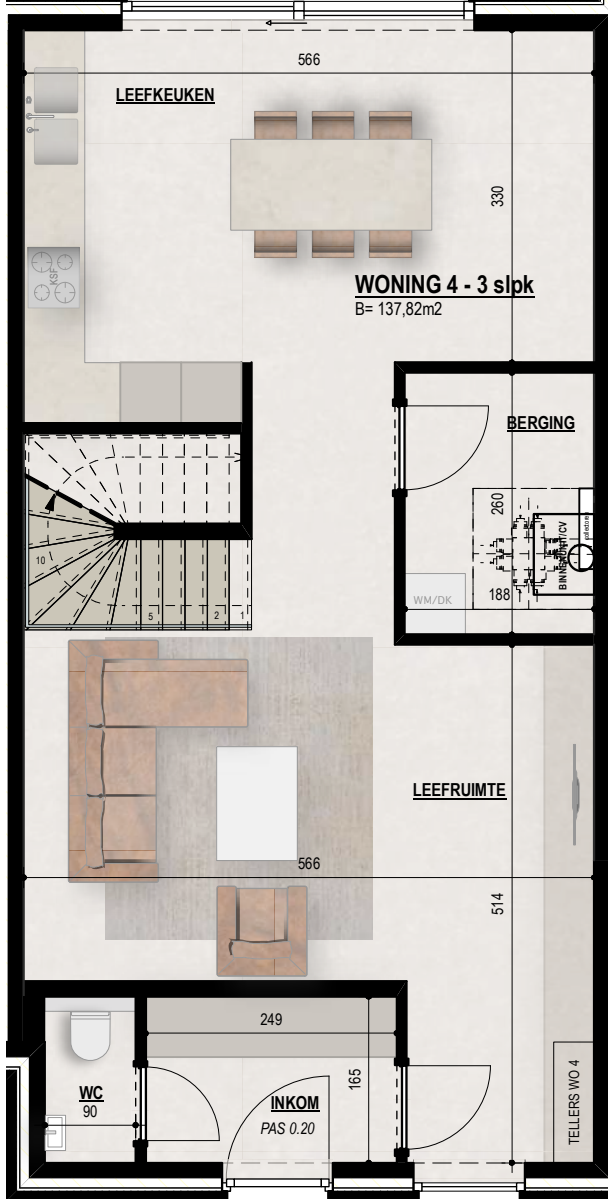 566
LEEFKEUKEN
330
KSF
WONING 4 - 3 slpk
B= 137,82m2
BERGING
260
BINNENUNIT/CV
WM/DK
188
10
5
2
1
LEEFRUIMTE
566
514
249
165
WC
90
INKOM
PAS 0.20
TELLERS WO 4